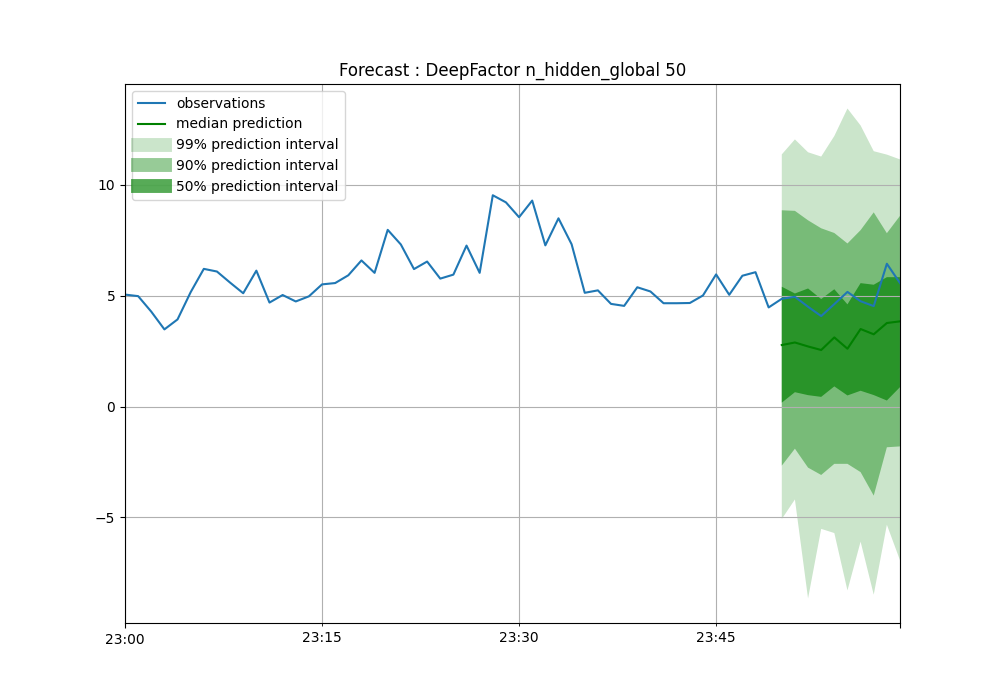 Forecast : DeepFactor n_hidden_global 50
observations
median prediction
99% prediction interval
90% prediction interval
50% prediction interval
10
5
0
−5
23:00
23:15
23:30
23:45